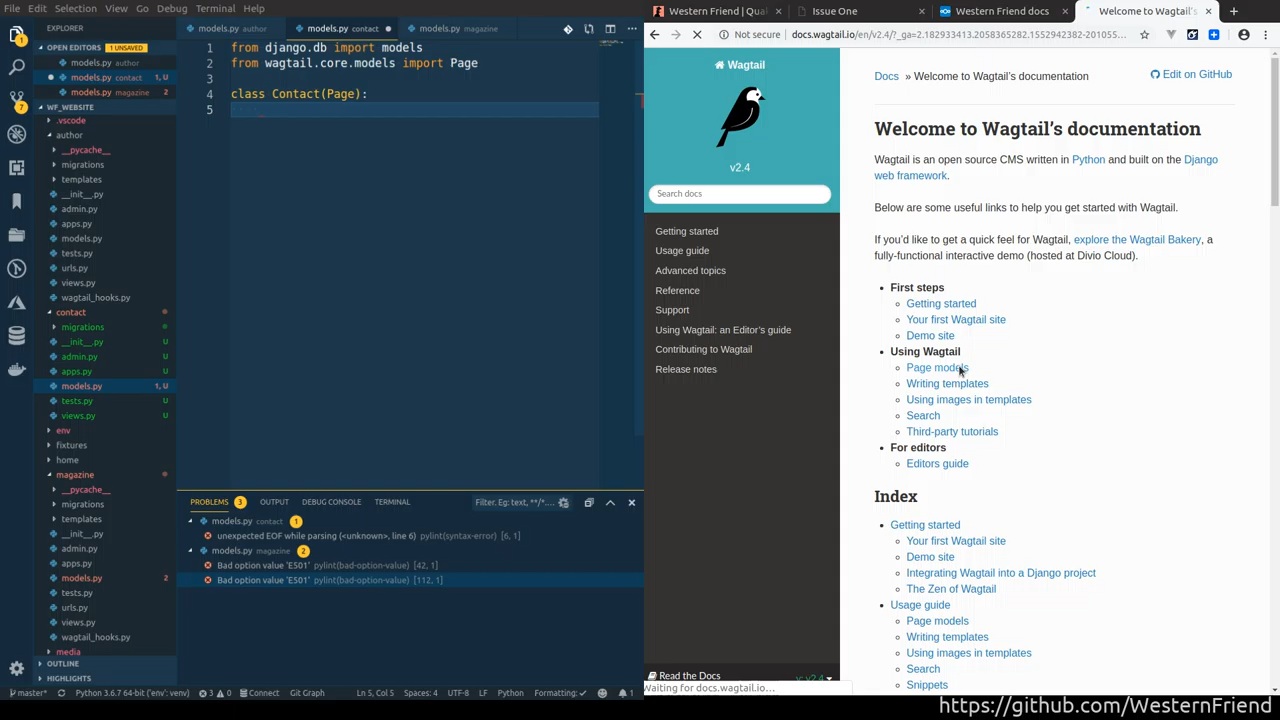 File Edit Selection View Go Debug Terminal Help
EXPLORER
OPEN EDITORS 1 UNSAVED
models.py author
models.py contact 1, U
models.py magazine 2
WF_WEBSITE
.vscode
author
__pycache__
migrations
templates
__init__.py
admin.py
apps.py
models.py
tests.py
urls.py
views.py
wagtail_hooks.py
contact
migrations
__init__.py U
admin.py U
apps.py U
models.py 1, U
tests.py U
views.py U
env
fixtures
home
magazine
__pycache__
migrations
templates
__init__.py
admin.py
apps.py
models.py 2
tests.py
urls.py
views.py
wagtail_hooks.py
media
OUTLINE
HIGHLIGHTS
models.py author
models.py contact
models.py magazine
1 from django.db import models
2 from wagtail.core.models import Page
3
4 class Contact(Page):
5
PROBLEMS 3 OUTPUT DEBUG CONSOLE TERMINAL Filter. Eg: text, **/*....
models.py contact 1
unexpected EOF while parsing (<unknown>, line 6) pylint(syntax-error) [6, 1]
models.py magazine 2
Bad option value 'E501' pylint(bad-option-value) [42, 1]
Bad option value 'E501' pylint(bad-option-value) [112, 1]
master* Python 3.6.7 64-bit ('env': venv) 3 0 Connect Git Graph Ln 5, Col 5 Spaces: 4 UTF-8 LF Python Formatting: ✓ 1
Western Friend | Quai
Issue One
Western Friend docs
Welcome to Wagtail's
Not secure docs.wagtail.io/en/v2.4/?_ga=2.182933413.2058365282.1552942382-201055...
Wagtail
v2.4
Search docs
Getting started
Usage guide
Advanced topics
Reference
Support
Using Wagtail: an Editor's guide
Contributing to Wagtail
Release notes
Read the Docs v: v2.4
Waiting for docs.wagtail.io...
Docs » Welcome to Wagtail's documentation Edit on GitHub
Welcome to Wagtail's documentation
Wagtail is an open source CMS written in Python and built on the Django
web framework.
Below are some useful links to help you get started with Wagtail.
If you'd like to get a quick feel for Wagtail, explore the Wagtail Bakery, a
fully-functional interactive demo (hosted at Divio Cloud).
First steps
Getting started
Your first Wagtail site
Demo site
Using Wagtail
Page models
Writing templates
Using images in templates
Search
Third-party tutorials
For editors
Editors guide
Index
Getting started
Your first Wagtail site
Demo site
Integrating Wagtail into a Django project
The Zen of Wagtail
Usage guide
Page models
Writing templates
Using images in templates
Search
Snippets
https://github.com/WesternFriend